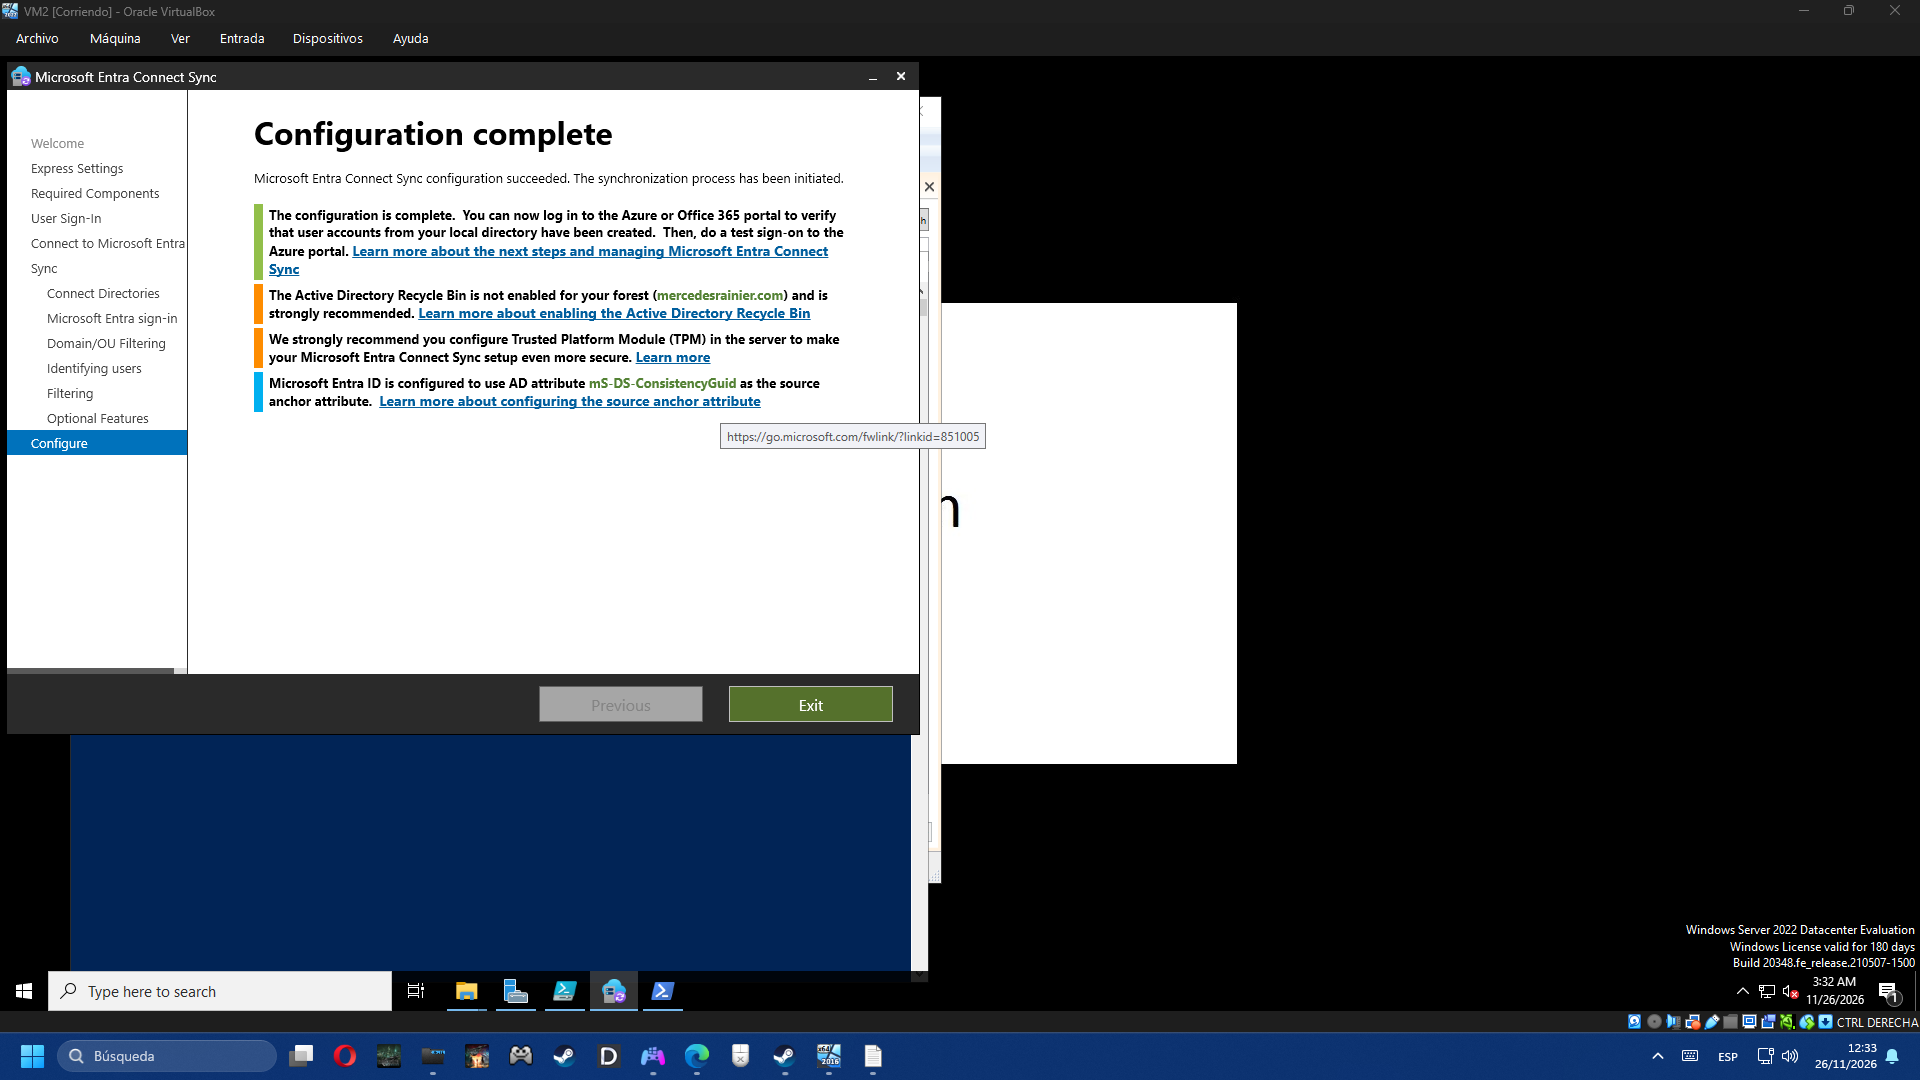 VM2 [Corriendo] - Oracle VirtualBox
Archivo Máquina Ver Entrada Dispositivos Ayuda
Microsoft Entra Connect Sync
Welcome
Express Settings
Required Components
User Sign-In
Connect to Microsoft Entra
Sync
Connect Directories
Microsoft Entra sign-in
Domain/OU Filtering
Identifying users
Filtering
Optional Features
Configure
Configuration complete
Microsoft Entra Connect Sync configuration succeeded. The synchronization process has been initiated.
The configuration is complete. You can now log in to the Azure or Office 365 portal to verify
that user accounts from your local directory have been created. Then, do a test sign-on to the
Azure portal. Learn more about the next steps and managing Microsoft Entra Connect
Sync
The Active Directory Recycle Bin is not enabled for your forest (mercedesrainier.com) and is
strongly recommended. Learn more about enabling the Active Directory Recycle Bin
We strongly recommend you configure Trusted Platform Module (TPM) in the server to make
your Microsoft Entra Connect Sync setup even more secure. Learn more
Microsoft Entra ID is configured to use AD attribute mS-DS-ConsistencyGuid as the source
anchor attribute. Learn more about configuring the source anchor attribute
https://go.microsoft.com/fwlink/?linkid=851005
Previous
Exit
h
n
Windows Server 2022 Datacenter Evaluation
Windows License valid for 180 days
Build 20348.fe_release.210507-1500
Type here to search
3:32 AM
11/26/2026
1
CTRL DERECHA
Búsqueda
2016
ESP
12:33
26/11/2026